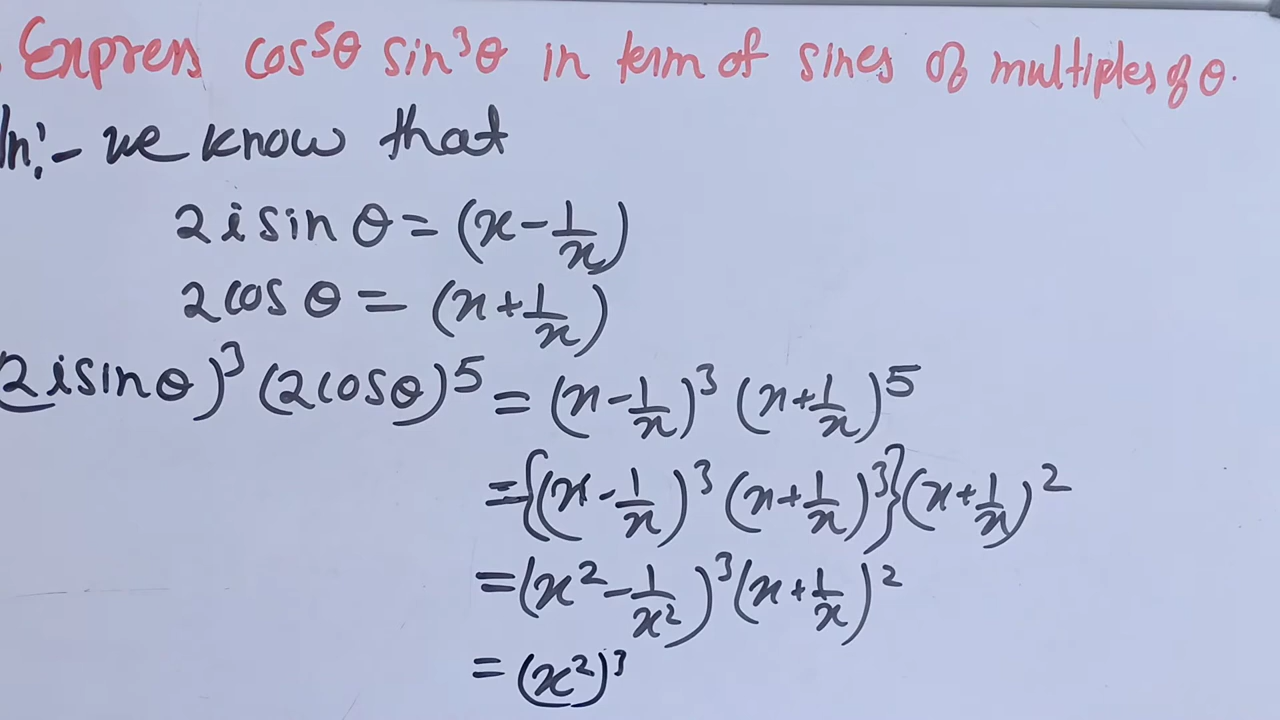 Express cos⁵θ sin³θ in term of sines of multiples of θ.
ln:- we know that
2 i sin θ = (x - 1/x)
2 cos θ = (x + 1/x)
2 i sin θ)³ (2 cos θ)⁵ = (x - 1/x)³ (x + 1/x)⁵
= {(x - 1/x)³ (x + 1/x)³} (x + 1/x)²
= (x² - 1/x²)³ (x + 1/x)²
= (x²)³